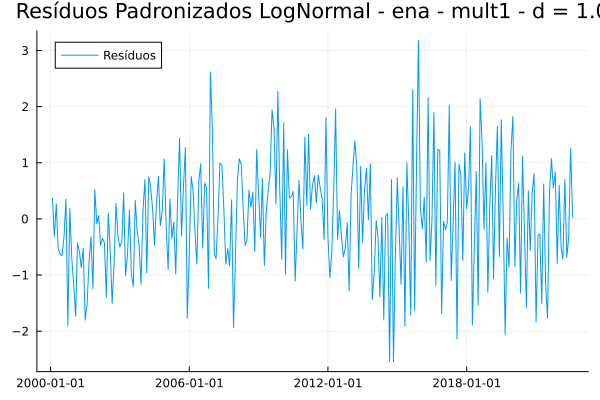 Resíduos Padronizados LogNormal - ena - mult1 - d = 1.0
Resíduos
3
2
1
0
−1
−2
2000-01-01 2006-01-01 2012-01-01 2018-01-01